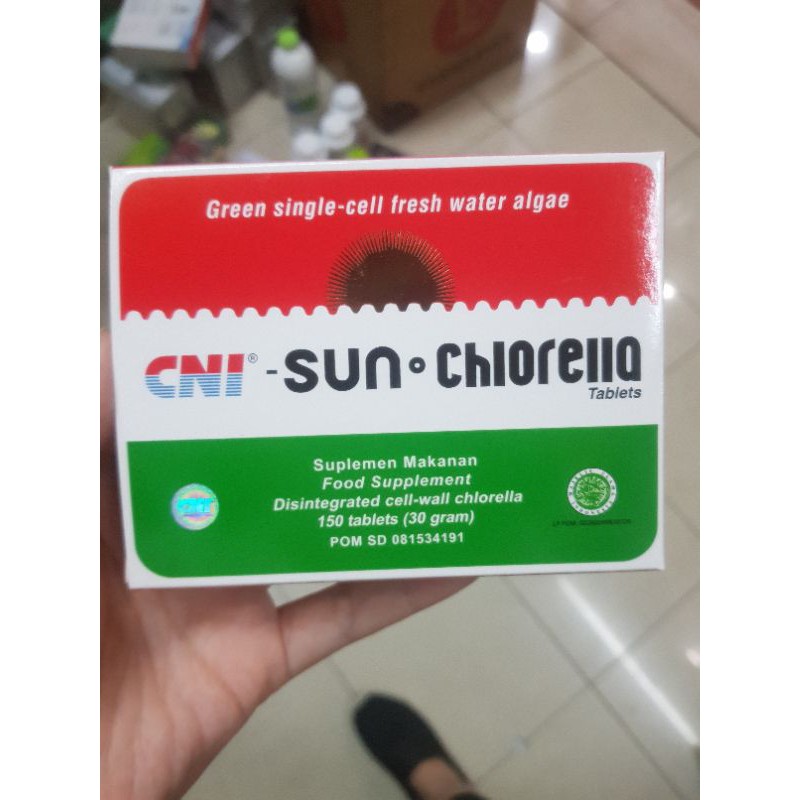 Green single-cell fresh water algae
CNI® - SUN Chlorella
Tablets
Suplemen Makanan
Food Supplement
Disintegrated cell-wall chlorella
150 tablets (30 gram)
POM SD 081534191